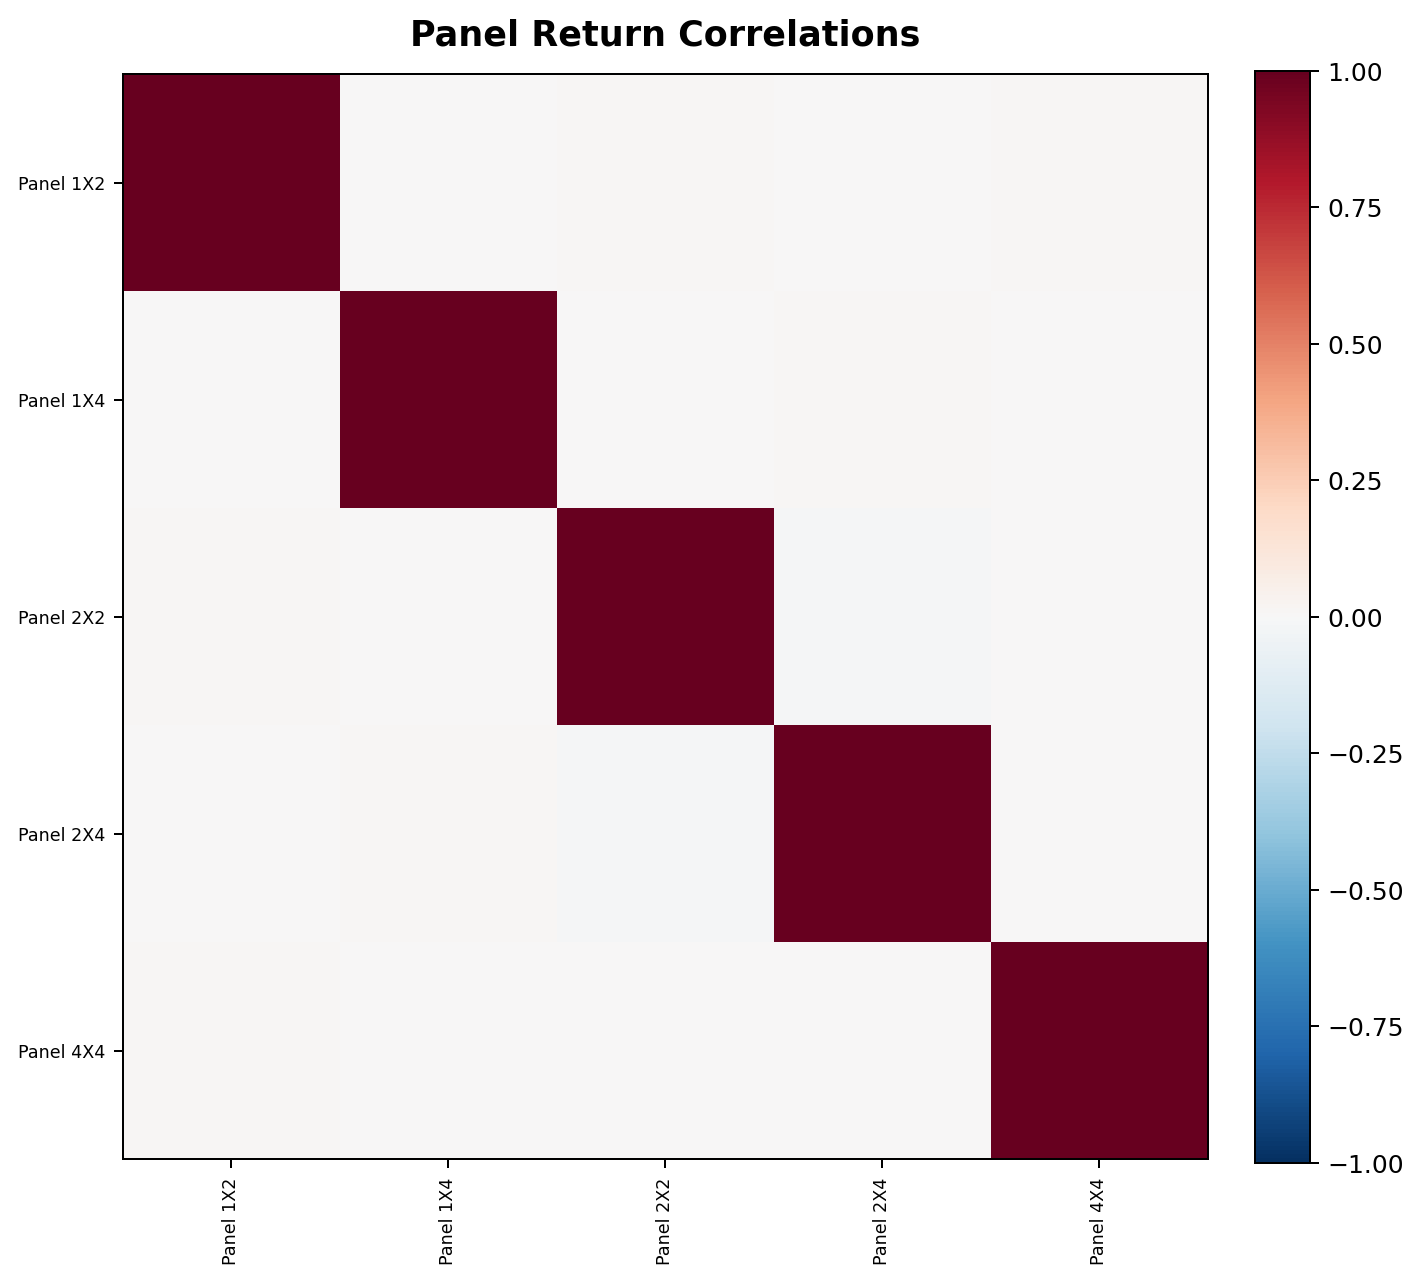 Panel Return Correlations
Panel 1X2
Panel 1X4
Panel 2X2
Panel 2X4
Panel 4X4
Panel 1X2
Panel 1X4
Panel 2X2
Panel 2X4
Panel 4X4
1.00
0.75
0.50
0.25
0.00
−0.25
−0.50
−0.75
−1.00